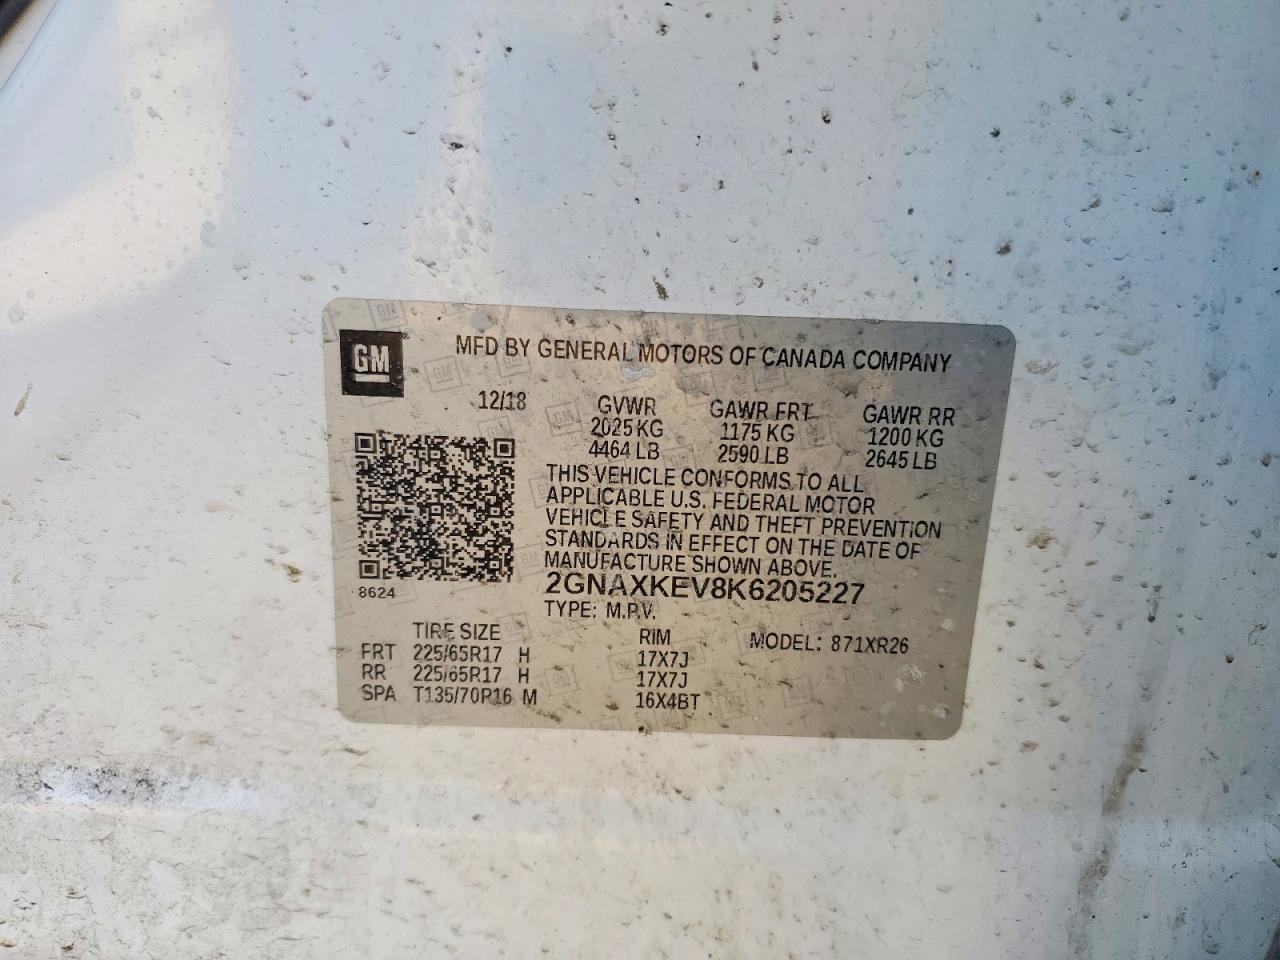 GM
MFD BY GENERAL MOTORS OF CANADA COMPANY
12/18 GVWR GAWR FRT GAWR RR
2025 KG 1175 KG 1200 KG
4464 LB 2590 LB 2645 LB
THIS VEHICLE CONFORMS TO ALL
APPLICABLE U.S. FEDERAL MOTOR
VEHICLE SAFETY AND THEFT PREVENTION
STANDARDS IN EFFECT ON THE DATE OF
MANUFACTURE SHOWN ABOVE.
8624 2GNAXKEV8K6205227
TYPE: M.P.V.
TIRE SIZE RIM MODEL: 871XR26
FRT 225/65R17 H 17X7J
RR 225/65R17 H 17X7J
SPA T135/70P16 M 16X4BT